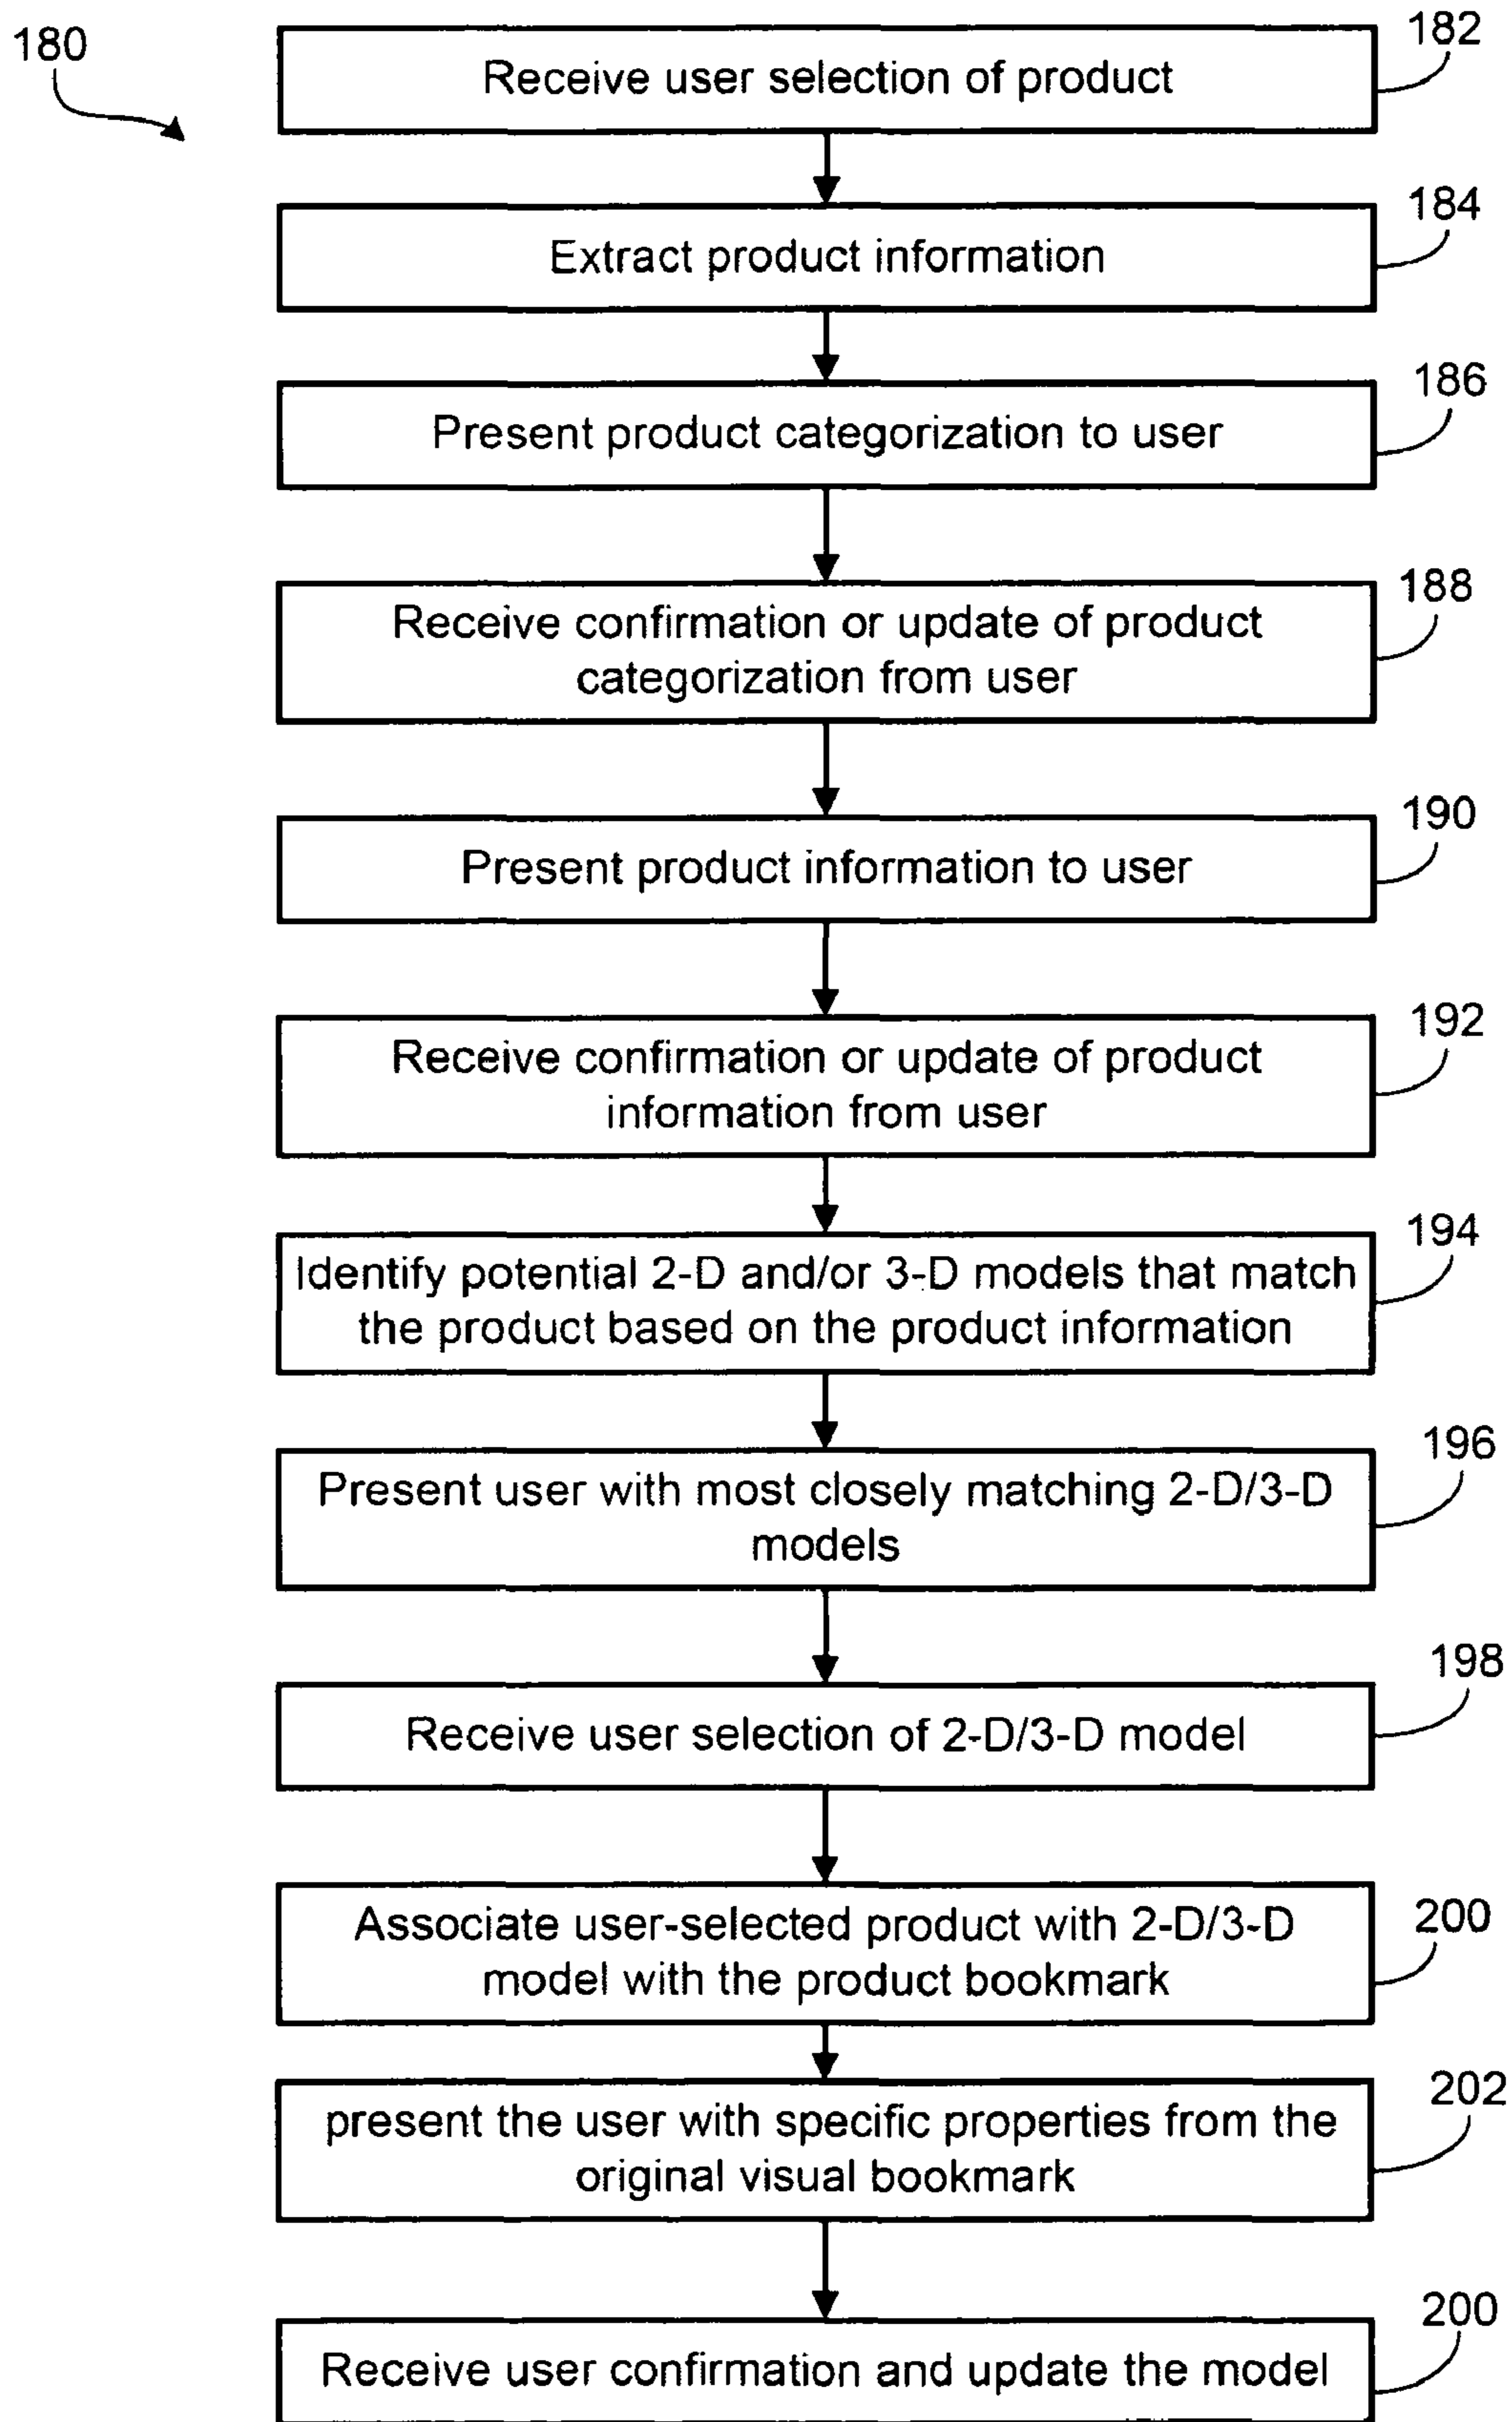 180
182
Receive user selection of product
184
Extract product information
186
Present product categorization to user
188
Receive confirmation or update of product
categorization from user
190
Present product information to user
192
Receive confirmation or update of product
information from user
194
Identify potential 2-D and/or 3-D models that match
the product based on the product information
196
Present user with most closely matching 2-D/3-D
models
198
Receive user selection of 2-D/3-D model
200
Associate user-selected product with 2-D/3-D
model with the product bookmark
202
present the user with specific properties from the
original visual bookmark
200
Receive user confirmation and update the model